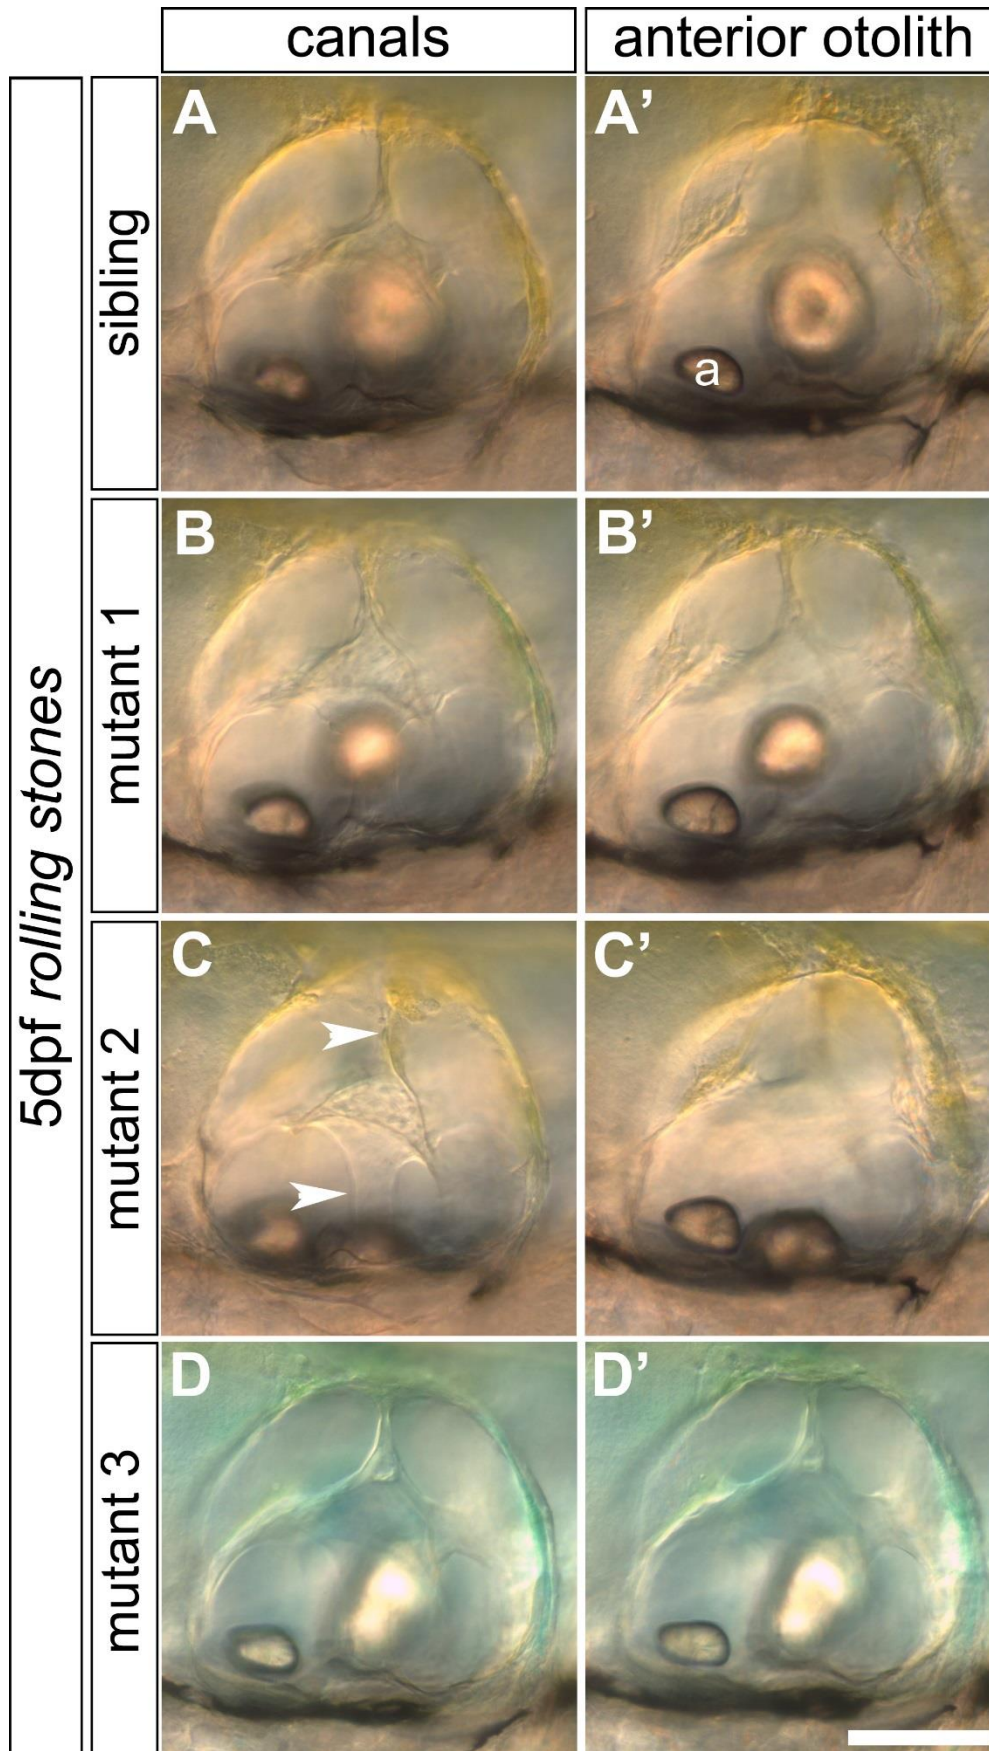 canals
anterior otolith
5dpf rolling stones
sibling
A
A’
a
mutant 1
B
B’
mutant 2
C
C’
mutant 3
D
D’